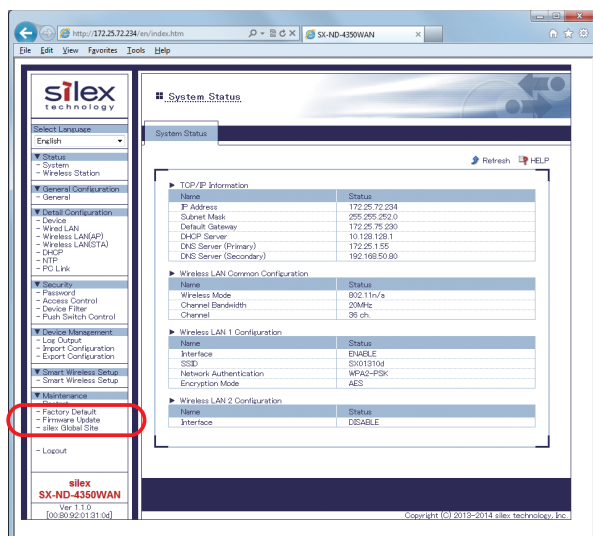 http://172.25.72.234/en/index.htm
SX-ND-4350WAN
File Edit View Favorites Tools Help
silex
technology
Select Language
English
▼ Status
- System
- Wireless Station
▼ General Configuration
- General
▼ Detail Configuration
- Device
- Wired LAN
- Wireless LAN(AP)
- Wireless LAN(STA)
- DHCP
- NTP
- PC Link
▼ Security
- Password
- Access Control
- Device Filter
- Push Switch Control
▼ Device Management
- Log Output
- Import Configuration
- Export Configuration
▼ Smart Wireless Setup
- Smart Wireless Setup
▼ Maintenance
- Restart
- Factory Default
- Firmware Update
- silex Global Site
- Logout
silex
SX-ND-4350WAN
Ver 1.1.0
[00:80:92:01:31:0d]
System Status
System Status
Refresh HELP
► TCP/IP Information
Name Status
IP Address 172.25.72.234
Subnet Mask 255.255.252.0
Default Gateway 172.25.75.230
DHCP Server 10.128.128.1
DNS Server (Primary) 172.25.1.55
DNS Server (Secondary) 192.168.50.80
► Wireless LAN Common Configuration
Name Status
Wireless Mode 802.11n/a
Channel Bandwidth 20MHz
Channel 36 ch.
► Wireless LAN 1 Configuration
Name Status
Interface ENABLE
SSID SX01310d
Network Authentication WPA2-PSK
Encryption Mode AES
► Wireless LAN 2 Configuration
Name Status
Interface DISABLE
Copyright (C) 2013-2014 silex technology, Inc.